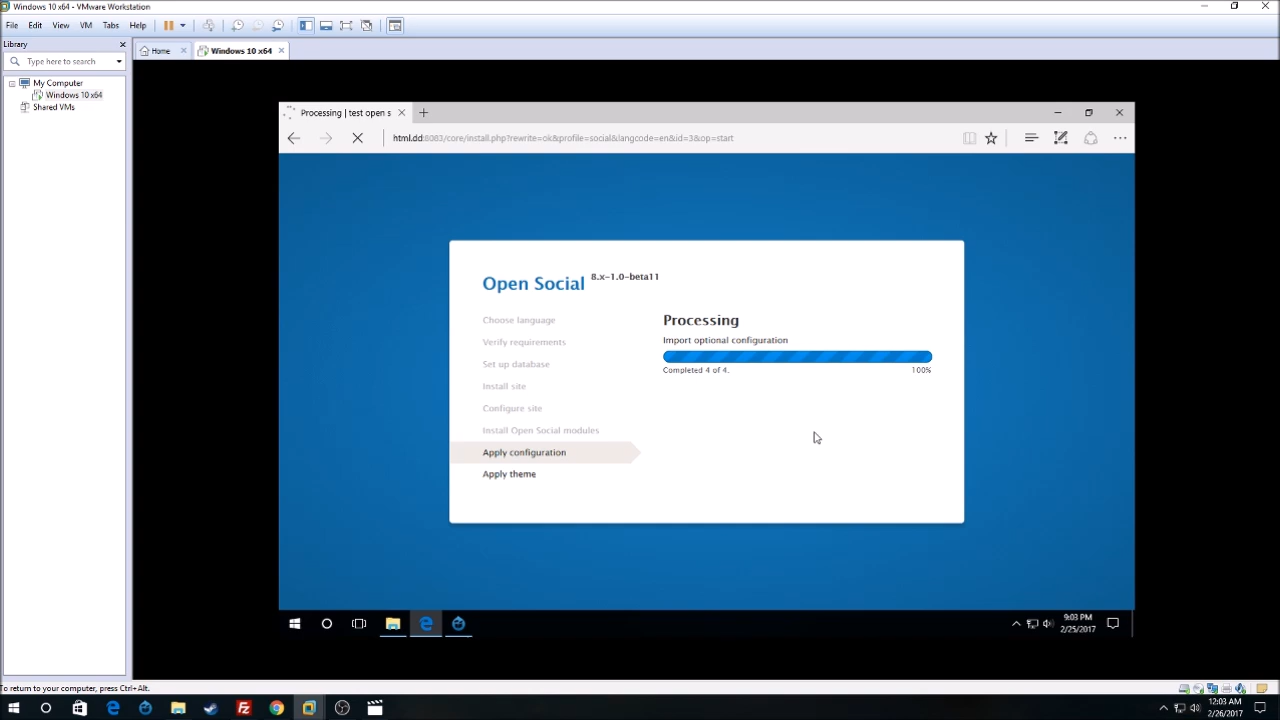 Windows 10 x64 - VMware Workstation
File Edit View VM Tabs Help
Library
Type here to search
My Computer
Windows 10 x64
Shared VMs
Home
Windows 10 x64
Processing | test open s
html.dd:8083/core/install.php?rewrite=ok&profile=social&langcode=en&id=3&op=start
Open Social 8.x-1.0-beta11
Choose language
Verify requirements
Set up database
Install site
Configure site
Install Open Social modules
Apply configuration
Apply theme
Processing
Import optional configuration
Completed 4 of 4. 100%
9:03 PM
2/25/2017
To return to your computer, press Ctrl+Alt.
12:03 AM
2/26/2017